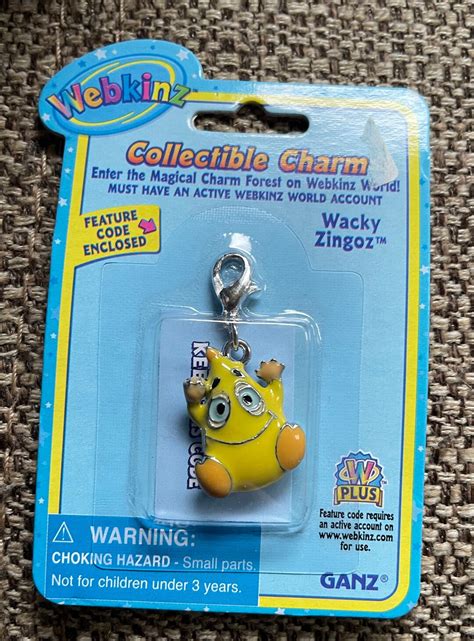 Webkinz
Collectible Charm
Enter the Magical Charm Forest on Webkinz World!
MUST HAVE AN ACTIVE WEBKINZ WORLD ACCOUNT
FEATURE
CODE
ENCLOSED
Wacky
Zingoz™
KEE
CODE
W
PLUS
Feature code requires
an active account on
www.webkinz.com
for use.
WARNING:
CHOKING HAZARD - Small parts.
Not for children under 3 years.
GANZ